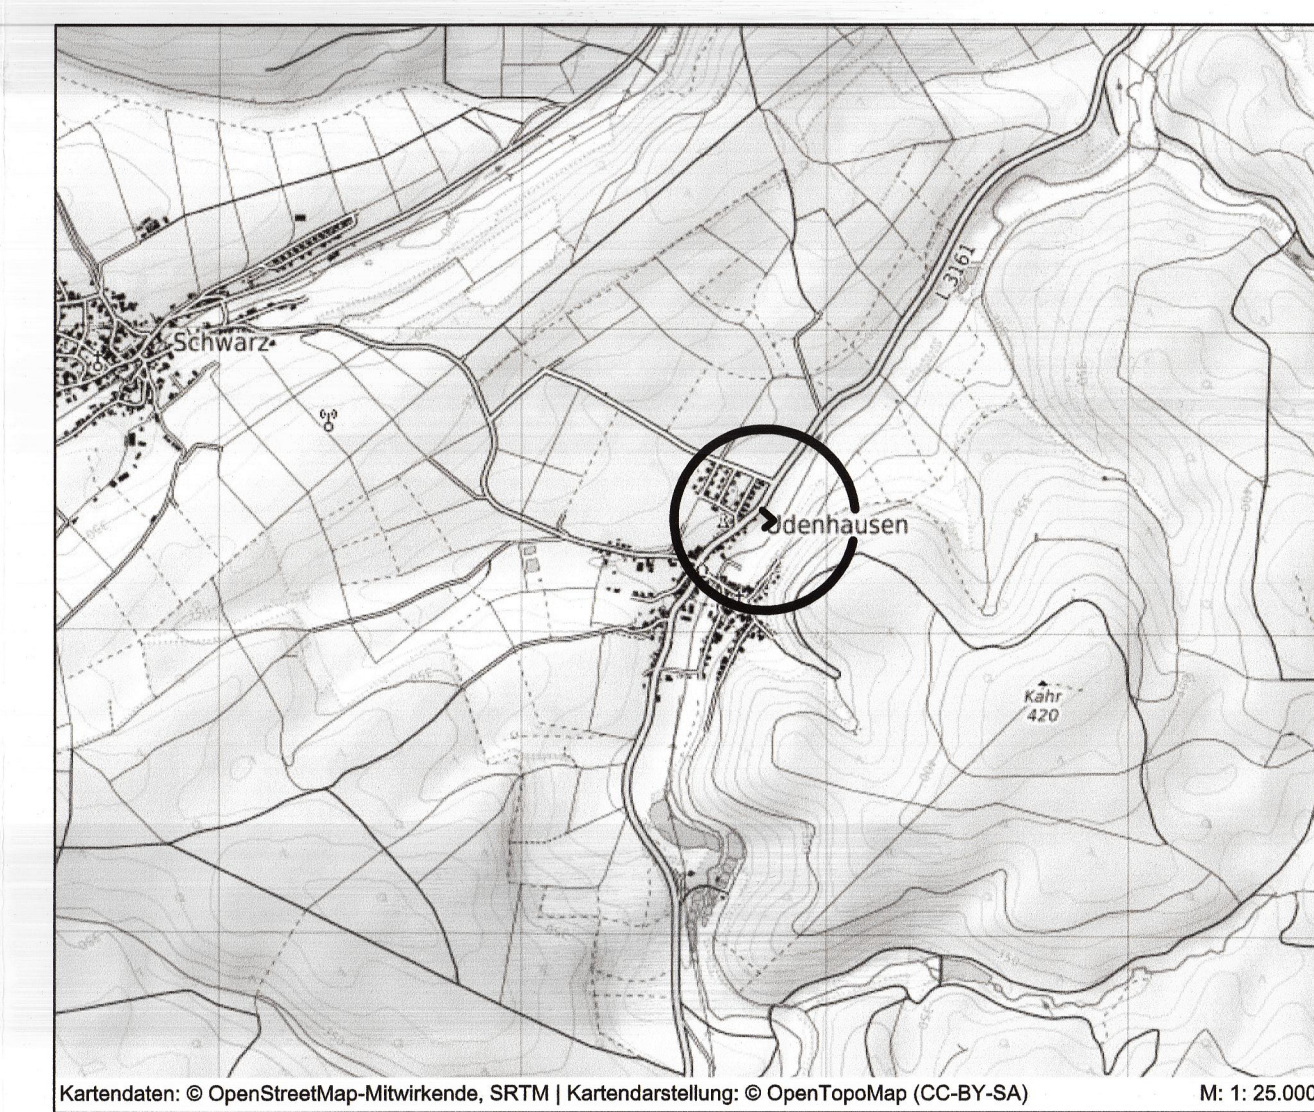 L 3161
Schwarz
Udenhausen
Kahr
420
Kartendaten: © OpenStreetMap-Mitwirkende, SRTM | Kartendarstellung: © OpenTopoMap (CC-BY-SA)
M: 1: 25.000